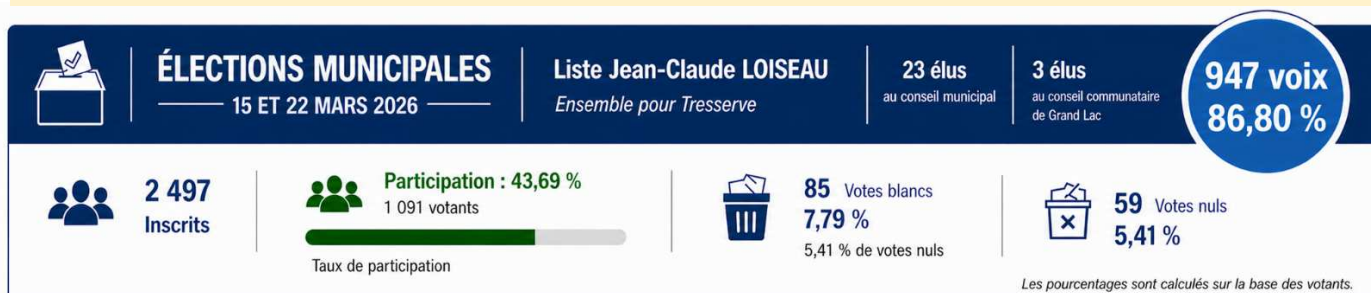 ÉLECTIONS MUNICIPALES
15 ET 22 MARS 2026
Liste Jean-Claude LOISEAU
Ensemble pour Tresserve
23 élus
au conseil municipal
3 élus
au conseil communataire
de Grand Lac
947 voix
86,80 %
2 497
Inscrits
Participation : 43,69 %
1 091 votants
Taux de participation
85 Votes blancs
7,79 %
5,41 % de votes nuls
59 Votes nuls
5,41 %
Les pourcentages sont calculés sur la base des votants.